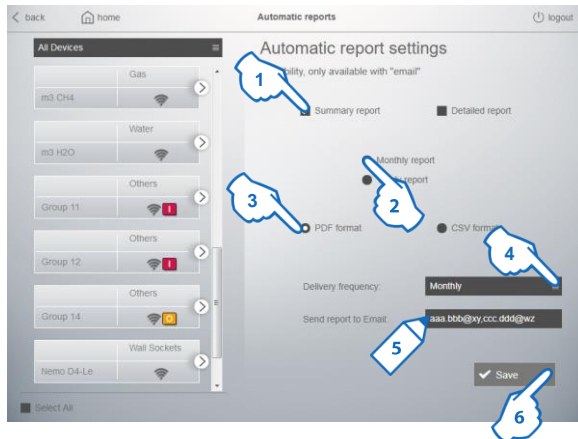 back
home
Automatic reports
logout
All Devices
Gas
m3 CH4
Water
m3 H2O
Others
Group 11
I
Others
Group 12
I
Others
Group 14
O
Wall Sockets
Nemo D4-Le
Select All
Automatic report settings
bility, only available with "email"
1
Summary report
Detailed report
Monthly report
report
2
3
PDF format
CSV format
4
Delivery frequency:
Monthly
Send report to Email:
aaa.bbb@xy,ccc.ddd@wz
5
Save
6